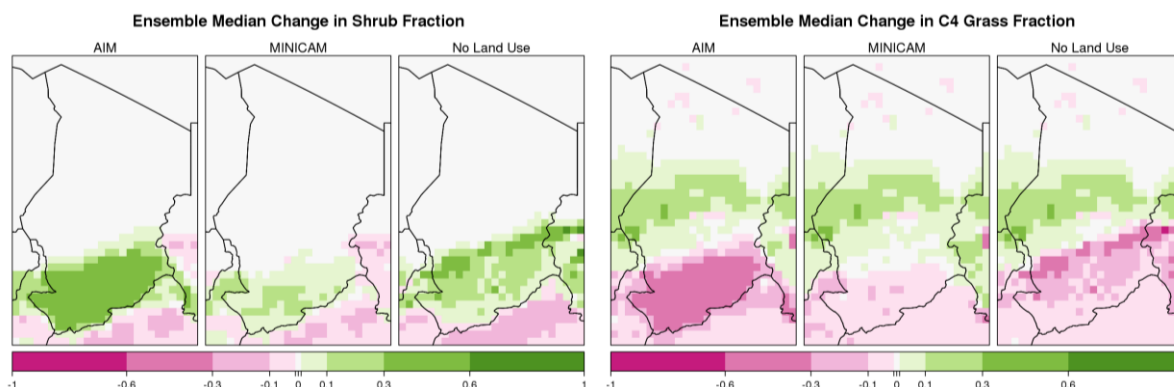 Ensemble Median Change in Shrub Fraction
AIM MINICAM No Land Use
-1 -0.6 -0.3 -0.1 0 0.1 0.3 0.6 1
Ensemble Median Change in C4 Grass Fraction
AIM MINICAM No Land Use
-1 -0.6 -0.3 -0.1 0 0.1 0.3 0.6